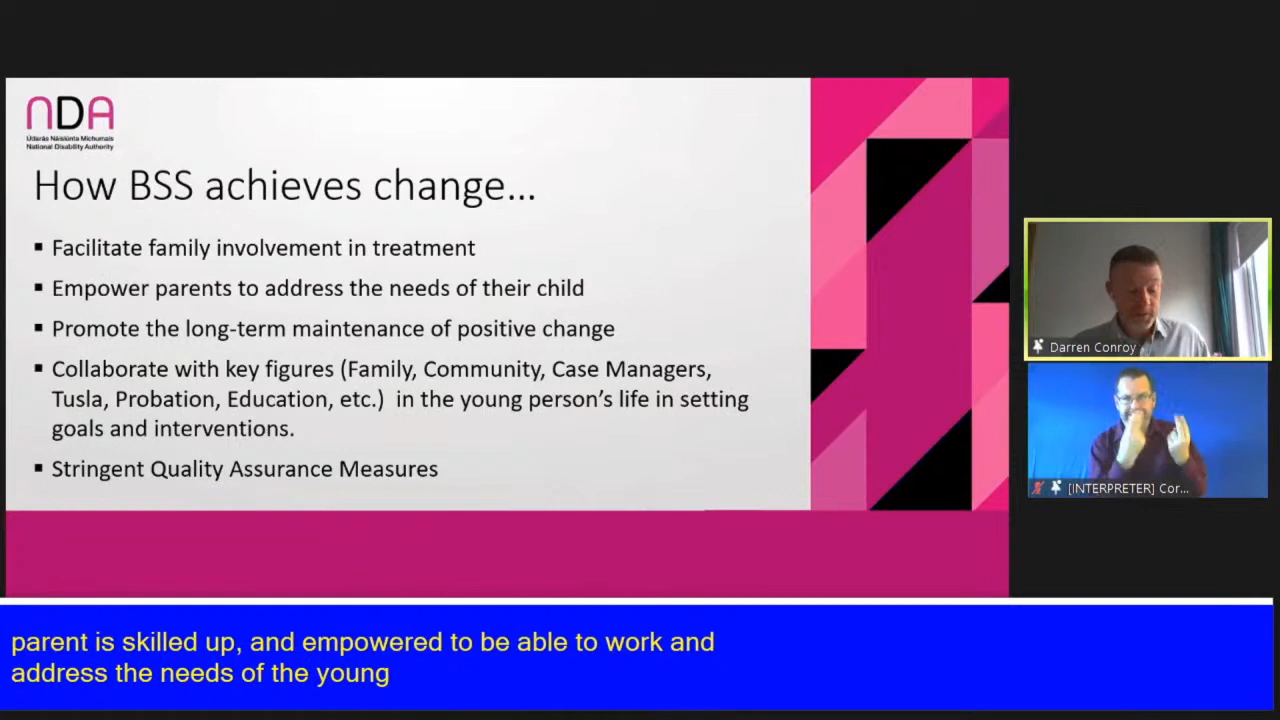 nDA
Údarás Náisiúnta Míchumais
National Disability Authority
How BSS achieves change...
▪ Facilitate family involvement in treatment
▪ Empower parents to address the needs of their child
▪ Promote the long-term maintenance of positive change
▪ Collaborate with key figures (Family, Community, Case Managers,
Tusla, Probation, Education, etc.) in the young person’s life in setting
goals and interventions.
▪ Stringent Quality Assurance Measures
Darren Conroy
[INTERPRETER] Cor...
parent is skilled up, and empowered to be able to work and
address the needs of the young